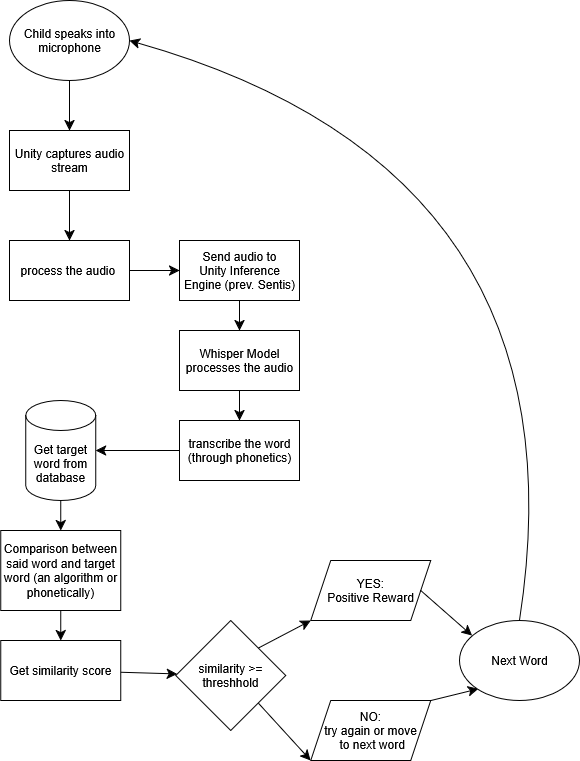 Child speaks into
microphone
Unity captures audio
stream
process the audio
Send audio to
Unity Inference
Engine (prev. Sentis)
Whisper Model
processes the audio
transcribe the word
(through phonetics)
Get target
word from
database
Comparison between
said word and target
word (an algorithm or
phonetically)
Get similarity score
similarity >=
threshhold
YES:
Positive Reward
NO:
try again or move
to next word
Next Word